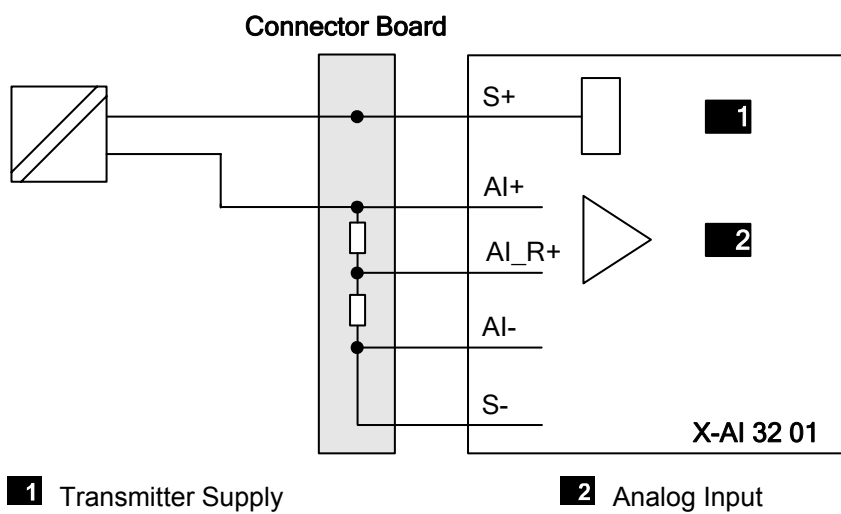 Connector Board
S+
1
AI+
2
AI_R+
AI-
S-
X-AI 32 01
1 Transmitter Supply
2 Analog Input